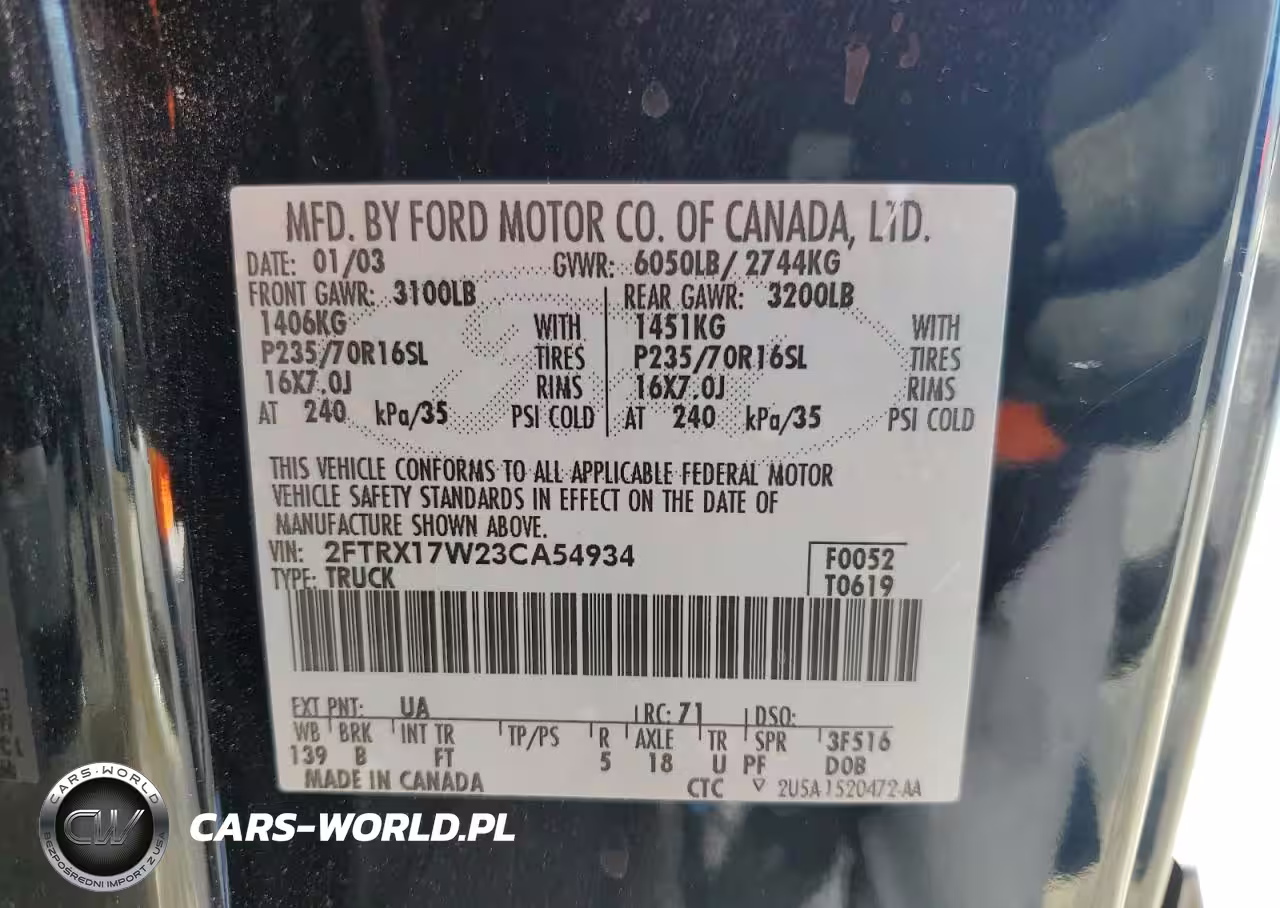 MFD. BY FORD MOTOR CO. OF CANADA, LTD.
DATE: 01/03 GVWR: 6050LB/ 2744KG
FRONT GAWR: 3100LB REAR GAWR: 3200LB
1406KG WITH 1451KG WITH
P235/70R16SL TIRES P235/70R16SL TIRES
16X7.0J RIMS 16X7.0J RIMS
AT 240 kPa/35 PSI COLD AT 240 kPa/35 PSI COLD
THIS VEHICLE CONFORMS TO ALL APPLICABLE FEDERAL MOTOR
VEHICLE SAFETY STANDARDS IN EFFECT ON THE DATE OF
MANUFACTURE SHOWN ABOVE.
VIN: 2FTRX17W23CA54934 F0052
TYPE: TRUCK T0619
EXT PNT: UA RC: 71 DSO:
WB BRK INT TR TP/PS R AXLE TR SPR 3F516
139 B FT 5 18 U PF DOB
MADE IN CANADA CTC 2U5A 1520472-AA
CARS-WORLD
CW
BEZPOŚREDNI IMPORT Z USA
CARS-WORLD.PL